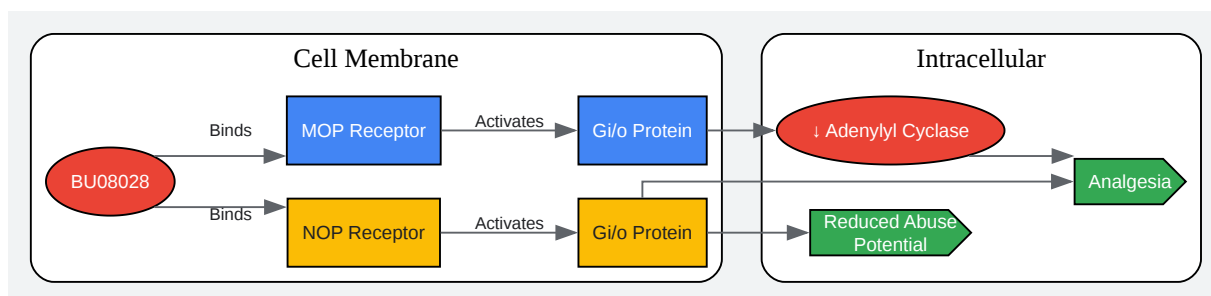 Cell Membrane
Intracellular
Binds
MOP Receptor
Activates
Gi/o Protein
↓ Adenylyl Cyclase
BU08028
Analgesia
Binds
NOP Receptor
Activates
Gi/o Protein
Reduced Abuse
Potential